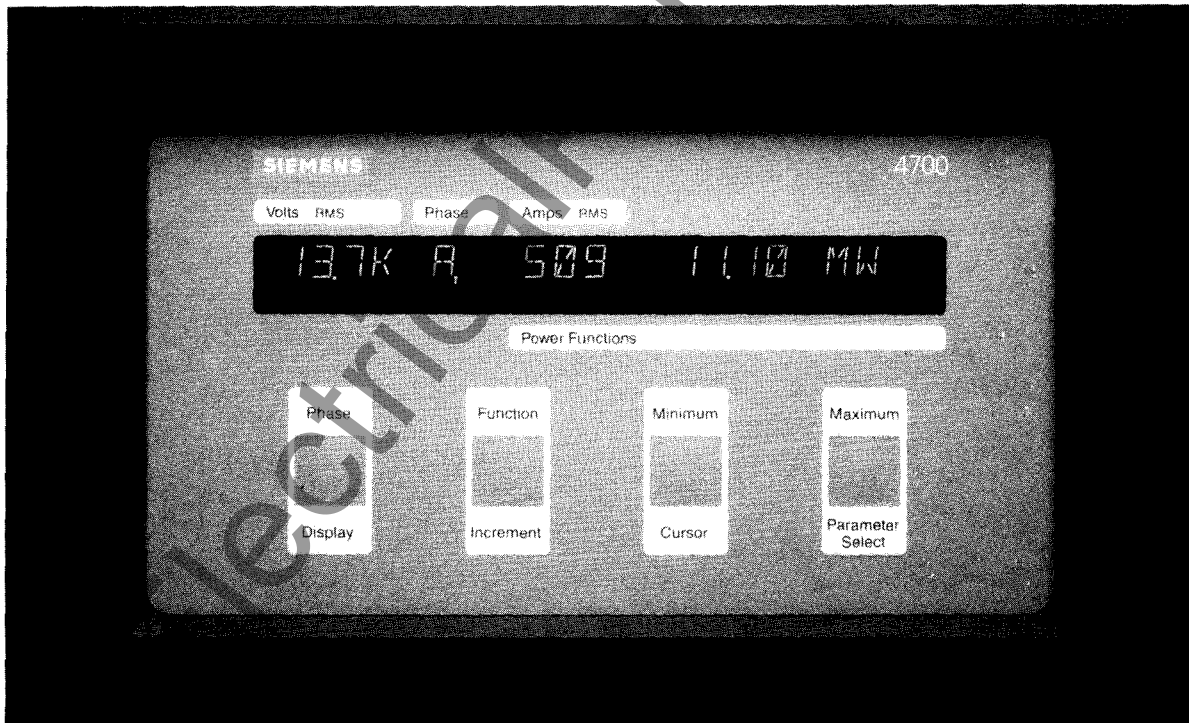 SIEMENS 4700
Volts RMS Phase Amps RMS
13.7K A, 509 11.10 MW
Power Functions
Phase Function Minimum Maximum
Display Increment Cursor Parameter Select
lectrical